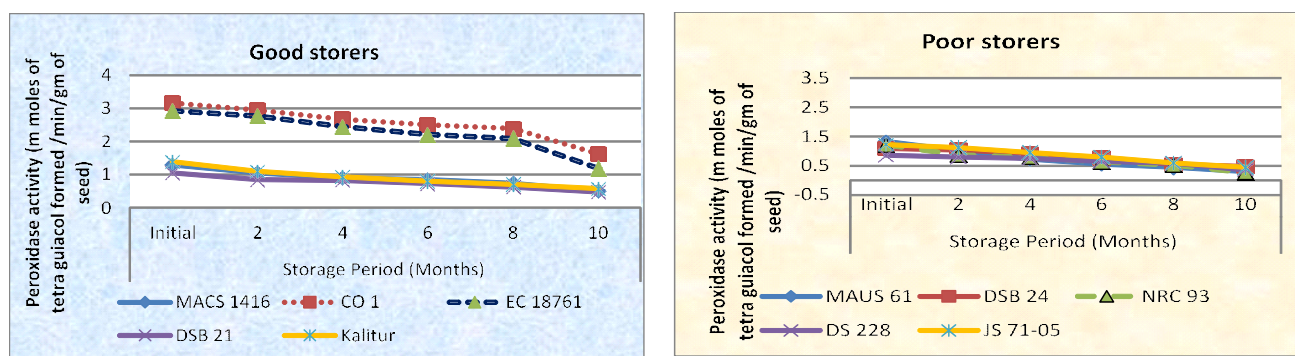 Good storers
Peroxidase activity (m moles of
tetra guiacol formed /min/gm of
seed)
4
3
2
1
0
Initial 2 4 6 8 10
Storage Period (Months)
MACS 1416 CO 1 EC 18761
DSB 21 Kalitur
Poor storers
Peroxidase activity (m moles of
tetra guiacol formed /min/gm of
seed)
3.5
2.5
1.5
0.5
-0.5
Initial 2 4 6 8 10
Storage Period (Months)
MAUS 61 DSB 24 NRC 93
DS 228 JS 71-05